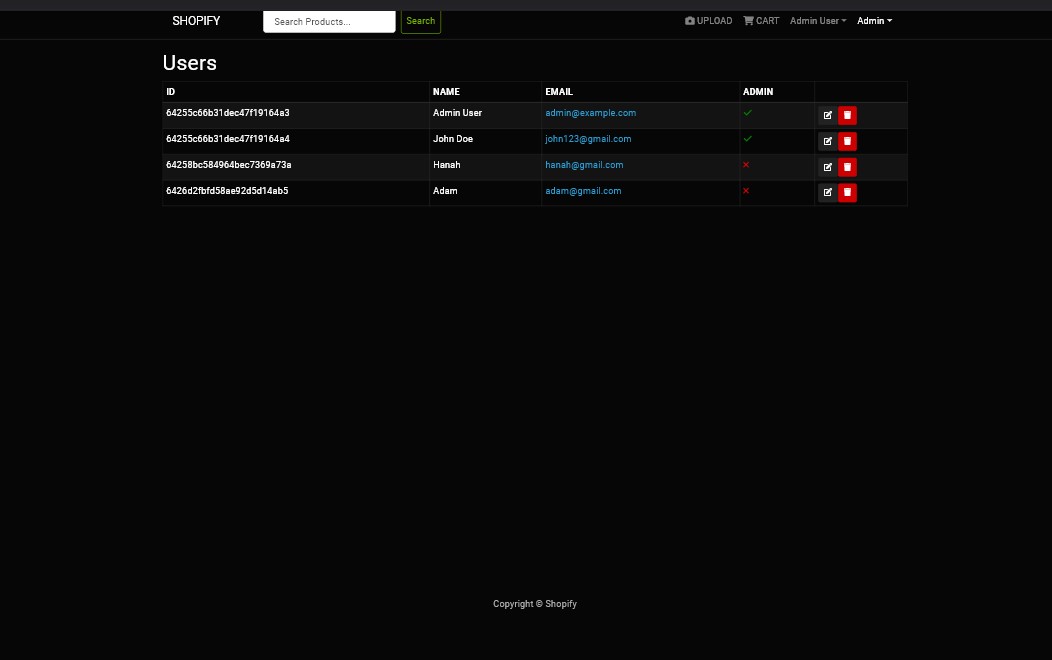 SHOPIFY Search Products... Search UPLOAD CART Admin User Admin
Users
ID NAME EMAIL ADMIN
64255c66b31dec47f19164a3 Admin User admin@example.com
64255c66b31dec47f19164a4 John Doe john123@gmail.com
64258bc584964bec7369a73a Hanah hanah@gmail.com
6426d2fbfd58ae92d5d14ab5 Adam adam@gmail.com
Copyright © Shopify